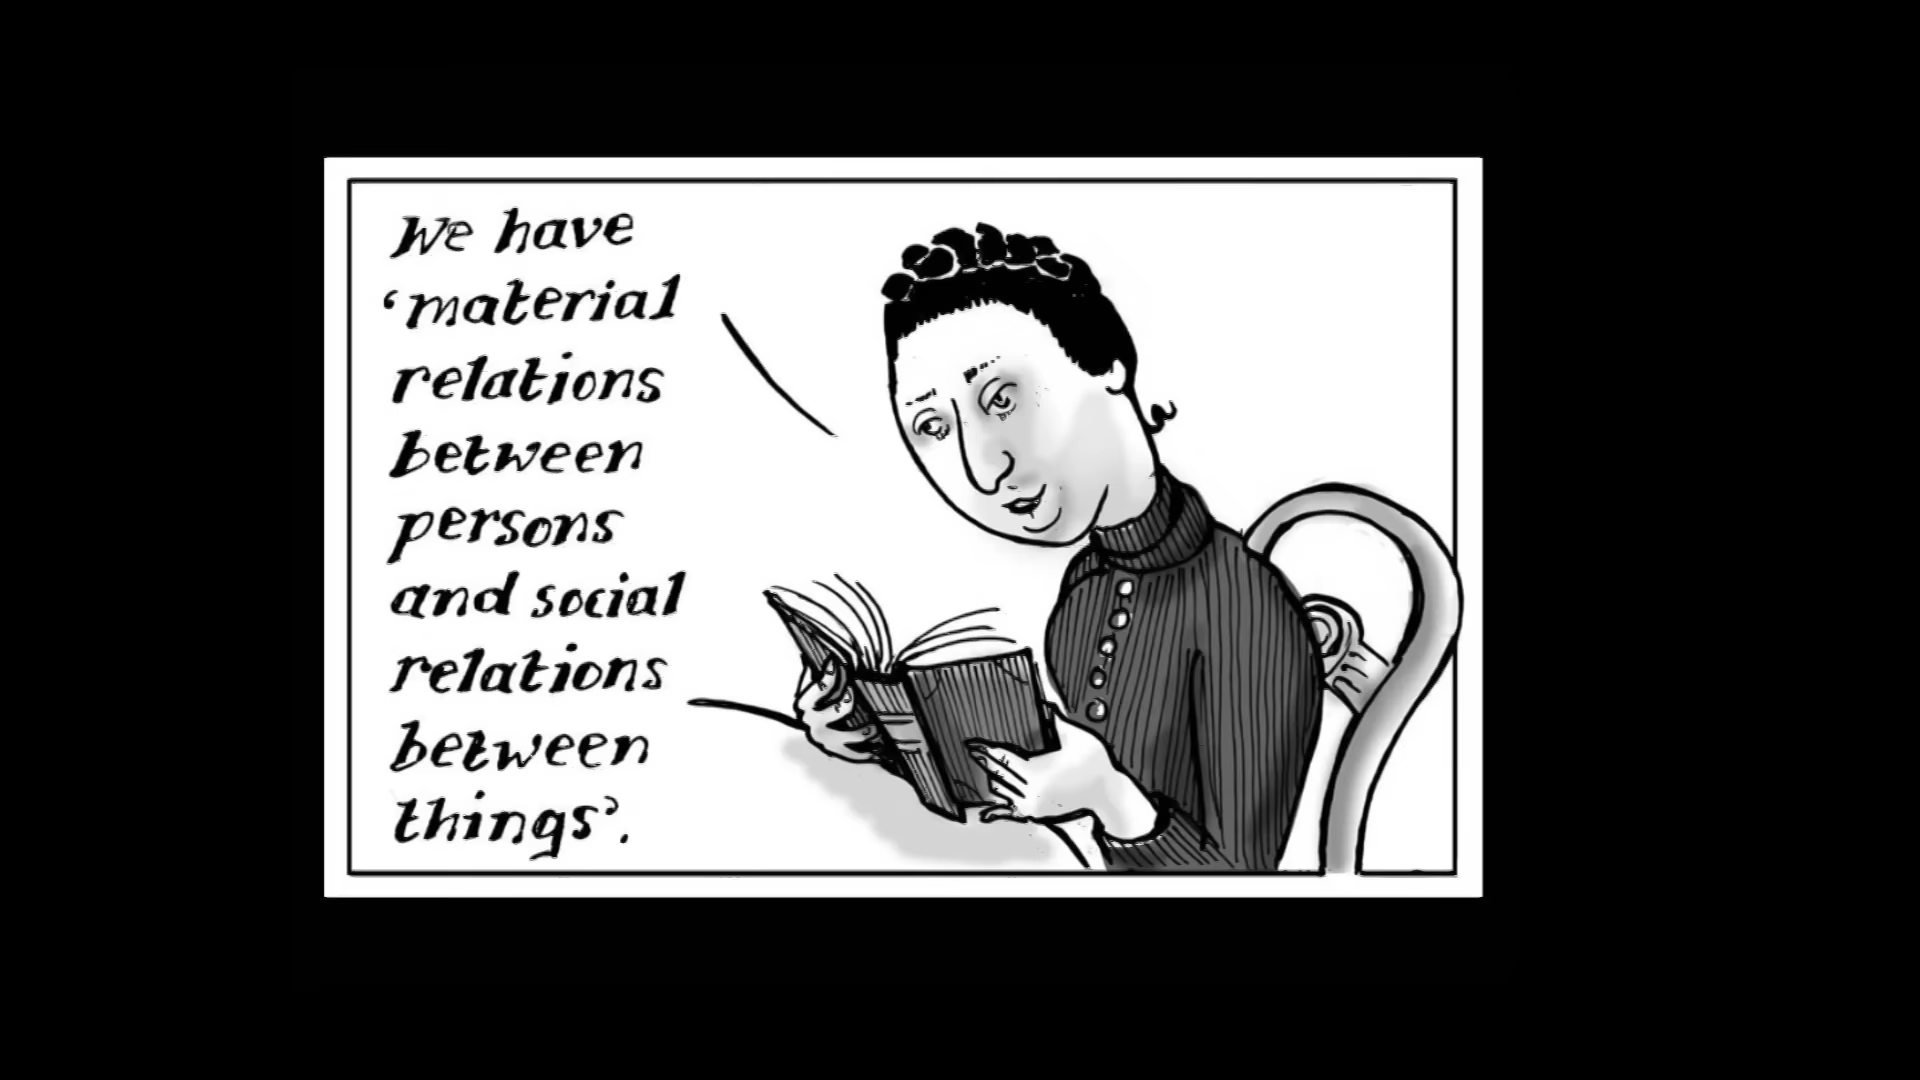 We have
‘material
relations
between
persons
and social
relations
between
things’.